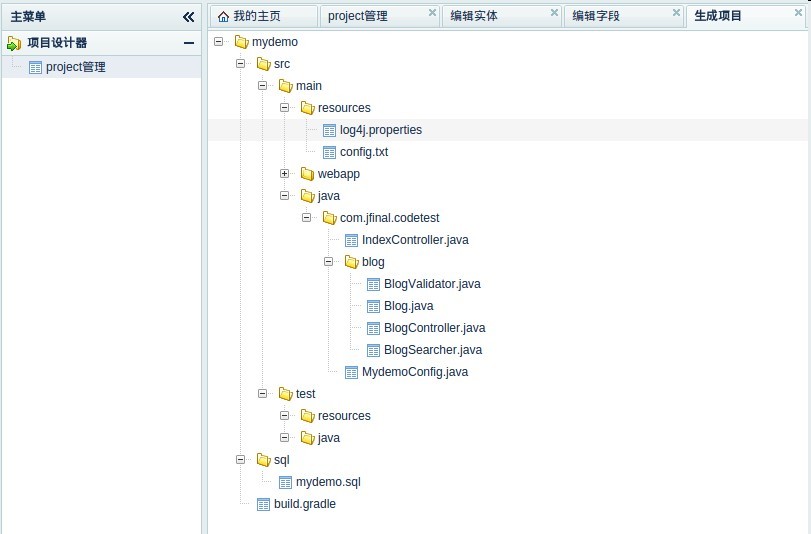 主菜单
项目设计器
project管理
我的主页
project管理
编辑实体
编辑字段
生成项目
mydemo
src
main
resources
log4j.properties
config.txt
webapp
java
com.jfinal.codetest
IndexController.java
blog
BlogValidator.java
Blog.java
BlogController.java
BlogSearcher.java
MydemoConfig.java
test
resources
java
sql
mydemo.sql
build.gradle